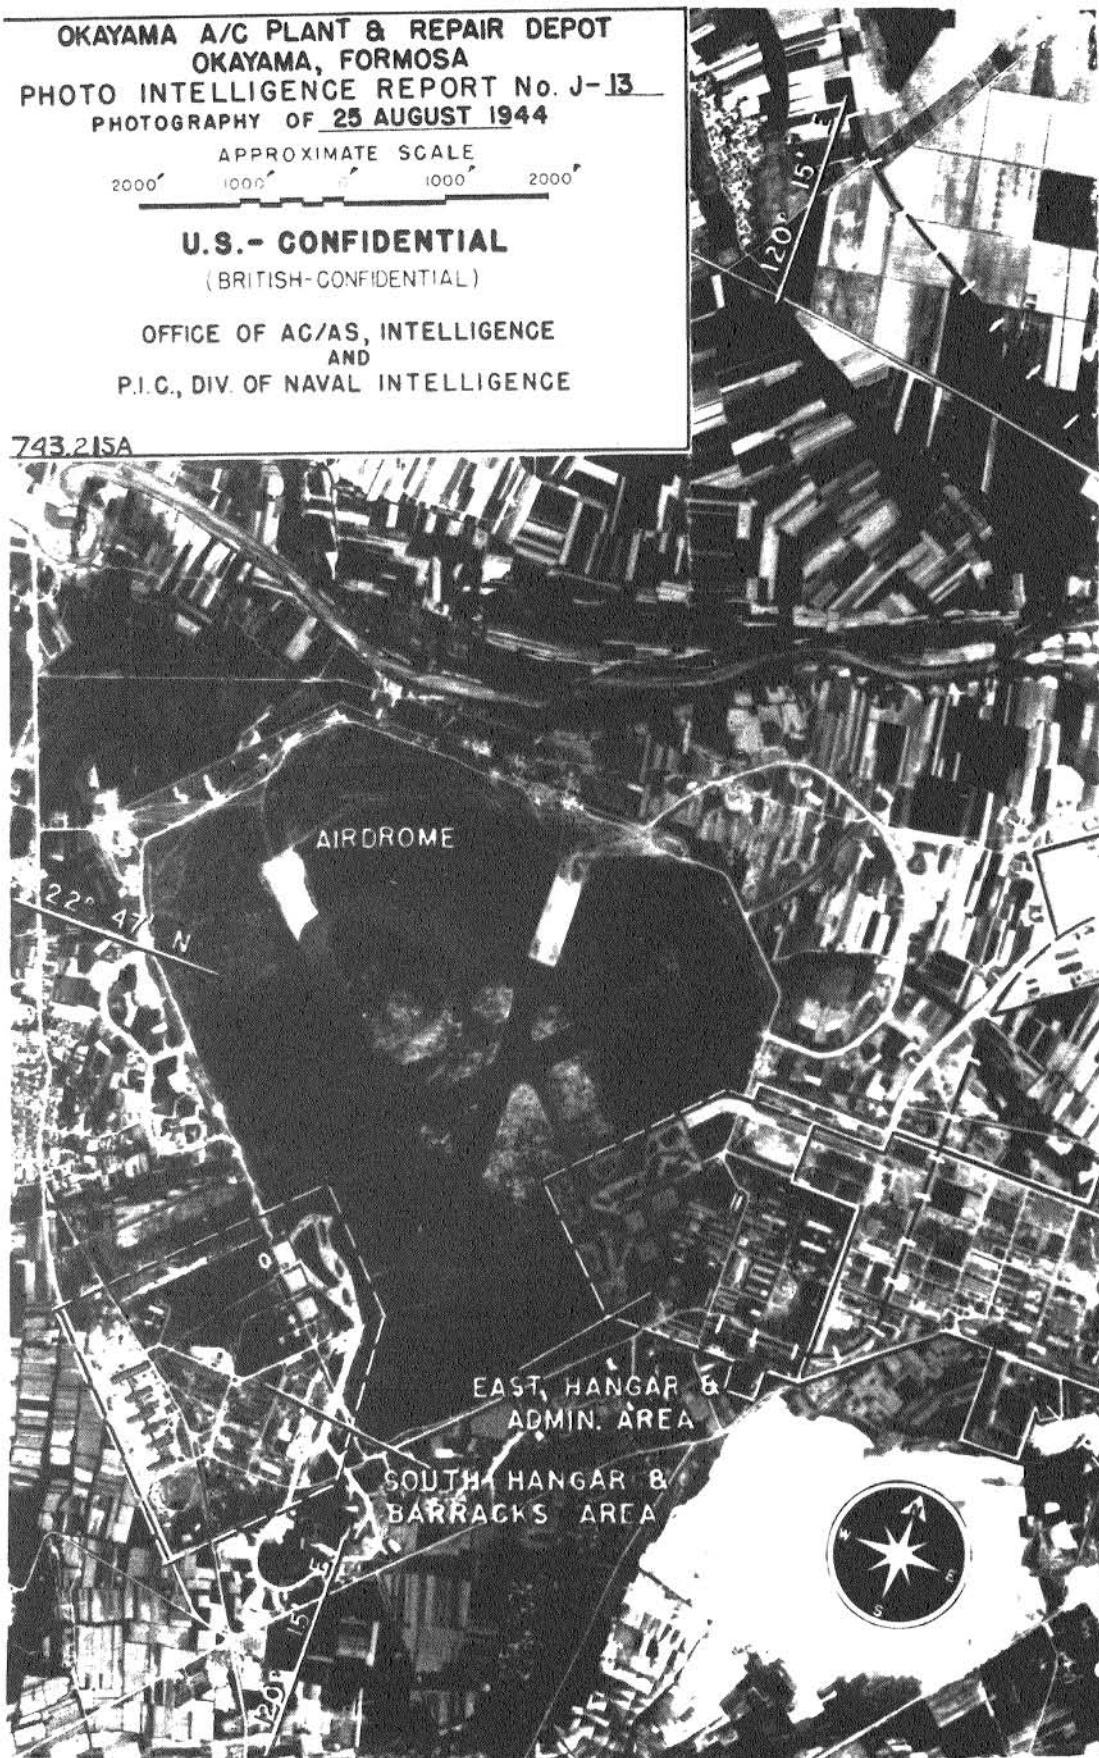 OKAYAMA A/C PLANT & REPAIR DEPOT
OKAYAMA, FORMOSA
PHOTO INTELLIGENCE REPORT No. J-13
PHOTOGRAPHY OF 25 AUGUST 1944
APPROXIMATE SCALE
2000' 1000' 0' 1000' 2000'
U.S.- CONFIDENTIAL
(BRITISH-CONFIDENTIAL)
OFFICE OF AC/AS, INTELLIGENCE
AND
P.I.C., DIV. OF NAVAL INTELLIGENCE
743.215A
120° 15' E
AIRDROME
22° 47' N
EAST HANGAR &
ADMIN. AREA
SOUTH HANGAR &
BARRACKS AREA
W
E
S
120° 15' E